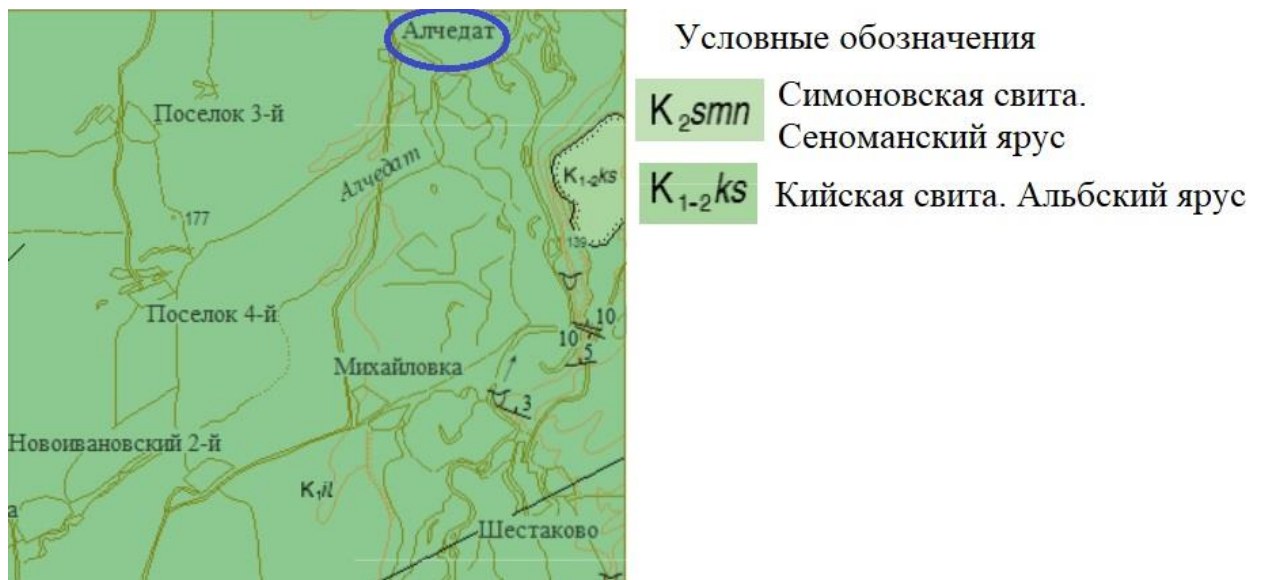 Алчедат
Поселок 3-й
Алчедат
K₁₋₂ks
177
139
Поселок 4-й
10
10
5
Михайловка
3
Новоивановский 2-й
K₁il
а
Шестаково
Условные обозначения
K₂smn Симоновская свита.
Сеноманский ярус
K₁₋₂ks Кийская свита. Альбский ярус